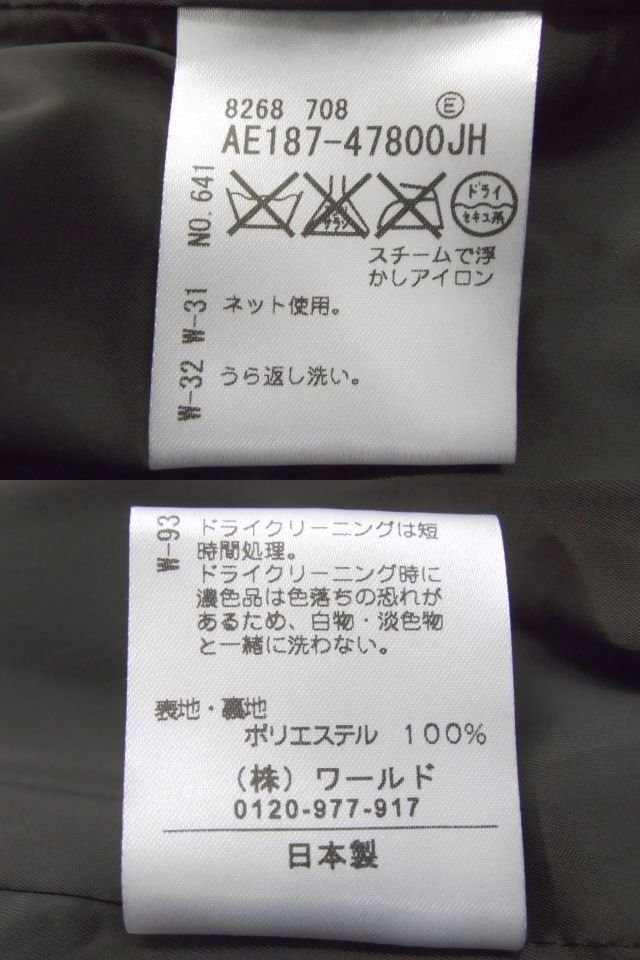 8268 708 E
AE187-47800JH
NO. 641
エンソ
サラシ
ドライ
セキユ系
スチームで浮
かしアイロン
W-31 ネット使用。
W-32 うら返し洗い。
W-93 ドライクリーニングは短
時間処理。
ドライクリーニング時に
濃色品は色落ちの恐れが
あるため、白物・淡色物
と一緒に洗わない。
表地・裏地
ポリエステル 100%
(株) ワールド
0120-977-917
日本製